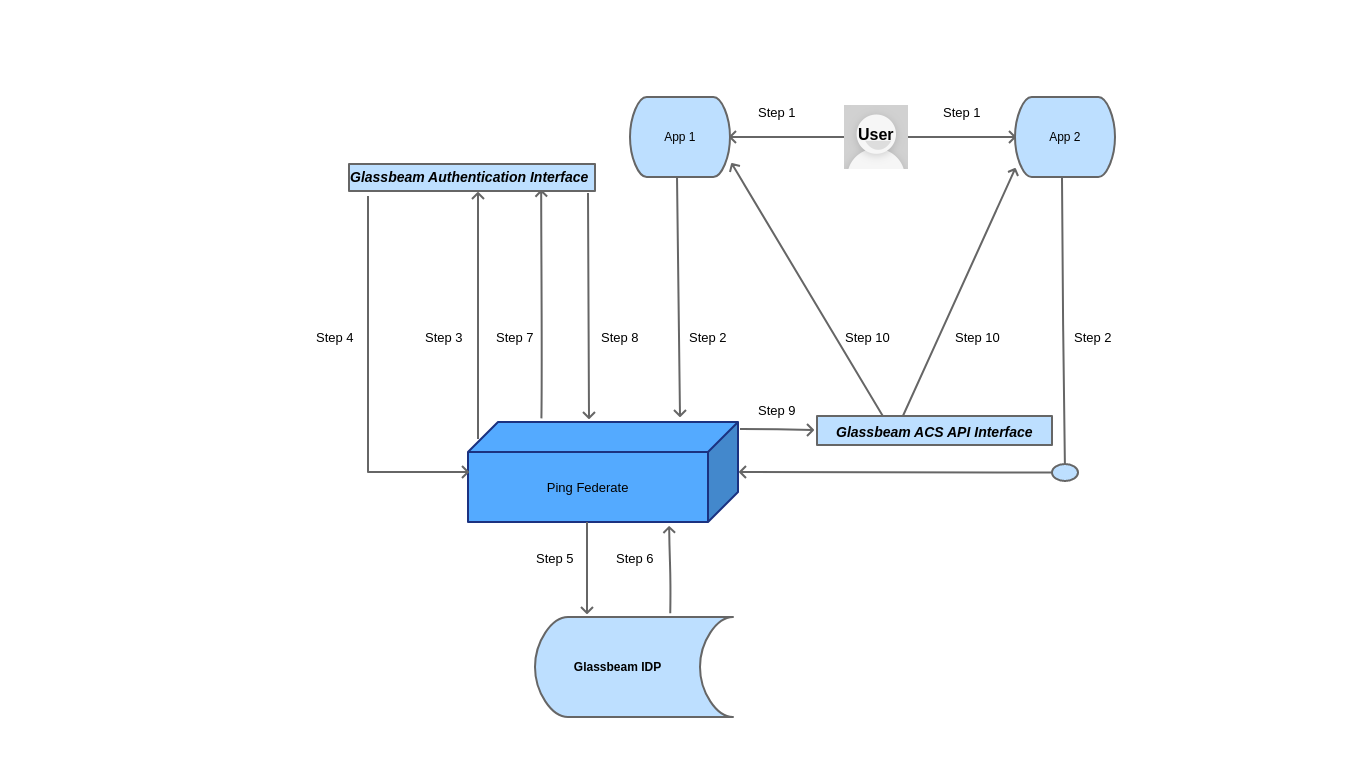 Step 1
Step 1
App 1
User
App 2
Glassbeam Authentication Interface
Step 4
Step 3
Step 7
Step 8
Step 2
Step 10
Step 10
Step 2
Step 9
Glassbeam ACS API Interface
Ping Federate
Step 5
Step 6
Glassbeam IDP